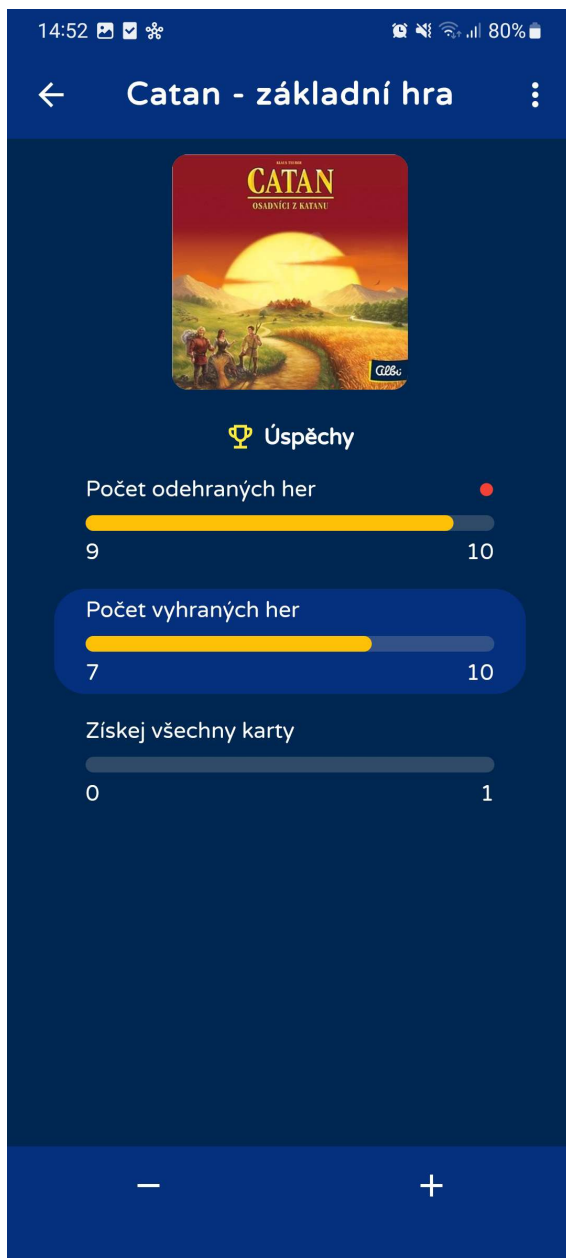 14:52
80%
Catan - základní hra
CATAN
OSADNÍCI Z KATANU
albi
Úspěchy
Počet odehraných her
9 10
Počet vyhraných her
7 10
Získej všechny karty
0 1